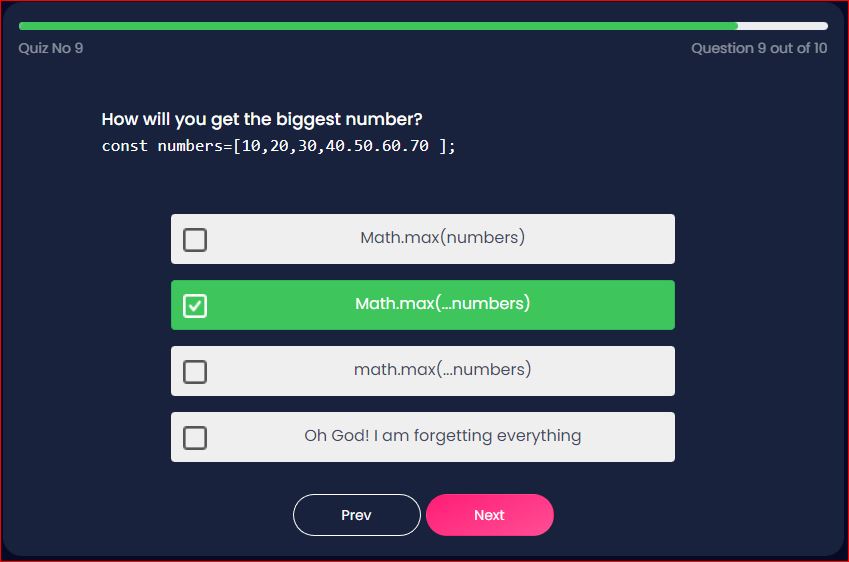 Quiz No 9
Question 9 out of 10
How will you get the biggest number?
const numbers=[10,20,30,40.50.60.70 ];
Math.max(numbers)
Math.max(...numbers)
math.max(...numbers)
Oh God! I am forgetting everything
Prev
Next